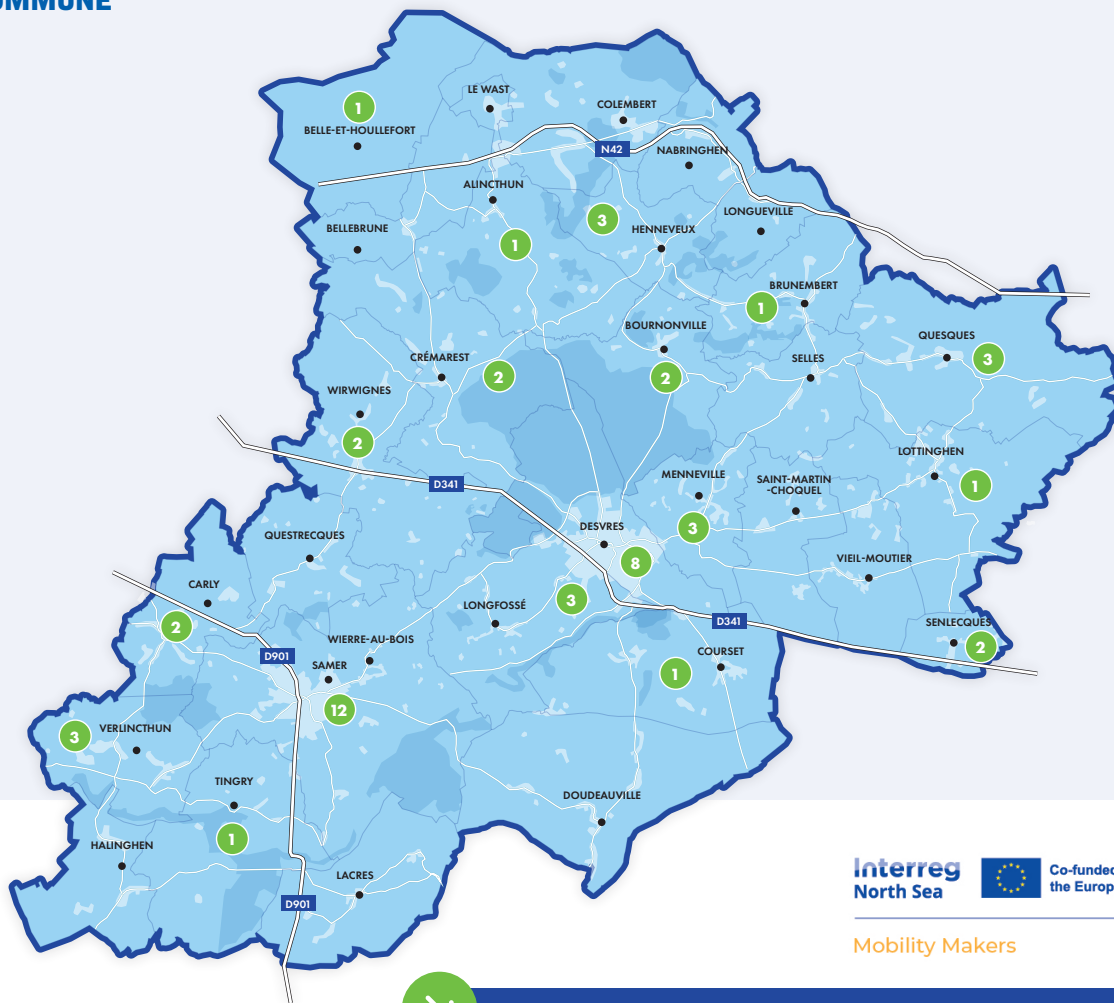 LE WAST
COLEMBERT
1
BELLE-ET-HOULLEFORT
N42
NABRINGHEN
ALINCTHUN
3
LONGUEVILLE
BELLEBRUNE
1
HENNEVEUX
BRUNEMBERT
1
BOURNONVILLE
QUESQUES
3
CRÉMAREST
2
2
SELLES
WIRWIGNES
2
LOTTINGHEN
D341
MENNEVILLE
SAINT-MARTIN
-CHOQUEL
1
DESVRES
3
QUESTRECQUES
8
VIEIL-MOUTIER
CARLY
LONGFOSSÉ
3
2
D341
SENLECQUES
2
WIERRE-AU-BOIS
D901
SAMER
COURSET
1
12
3
VERLINCTHUN
TINGRY
DOUDEAUVILLE
1
HALINGHEN
LACRES
D901
Interreg
North Sea
Co-funded
Mobility Makers